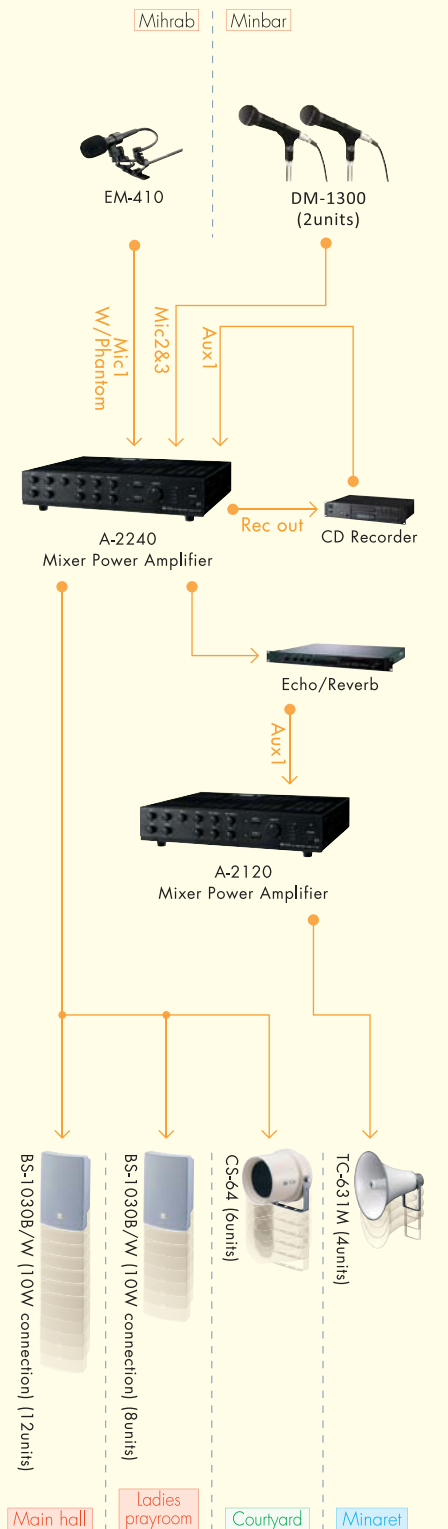 Mihrab
Minbar
EM-410
DM-1300
(2units)
Mic1
W/Phantom
Mic2&3
Aux1
Rec out
A-2240
Mixer Power Amplifier
CD Recorder
Echo/Reverb
Aux1
A-2120
Mixer Power Amplifier
BS-1030B/W (10W connection) (12units)
BS-1030B/W (10W connection) (8units)
CS-64 (6units)
TC-631M (4units)
Main hall
Ladies
prayroom
Courtyard
Minaret